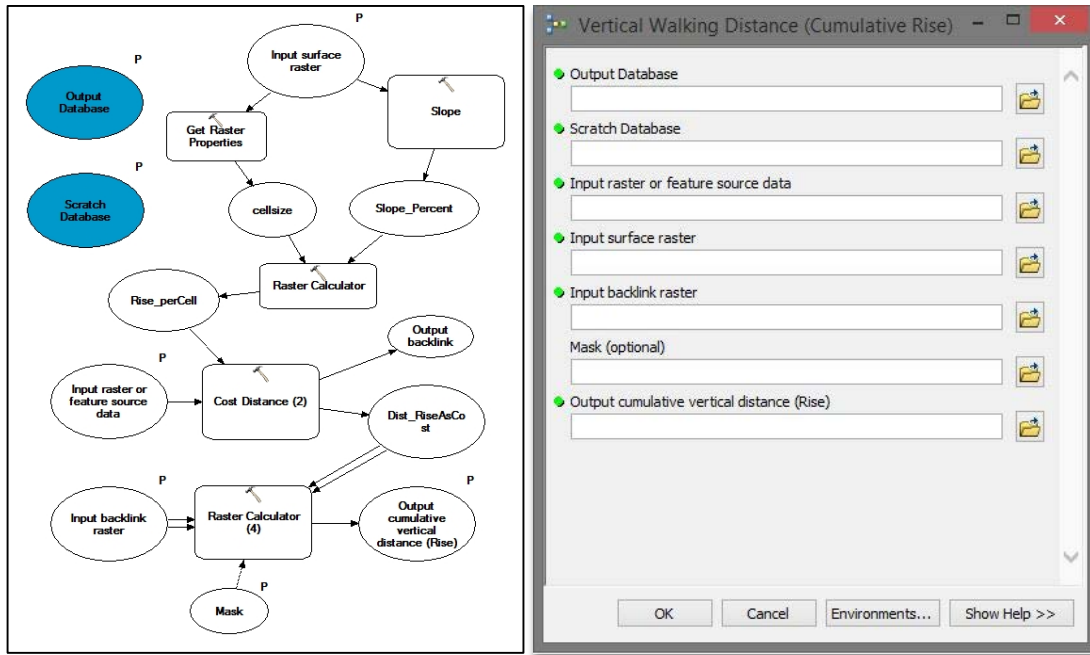 P
Input surface
raster
P
Output
Database
Slope
Get Raster
Properties
P
Scratch
Database
cellsize
Slope_Percent
Raster Calculator
Rise_perCell
Output
backlink
P
Input raster or
feature source
data
Cost Distance (2)
Dist_RiseAsCo
st
P
Input backlink
raster
Raster Calculator
(4)
P
Output
cumulative
vertical
distance (Rise)
P
Mask
Vertical Walking Distance (Cumulative Rise)
Output Database
Scratch Database
Input raster or feature source data
Input surface raster
Input backlink raster
Mask (optional)
Output cumulative vertical distance (Rise)
OK
Cancel
Environments...
Show Help >>